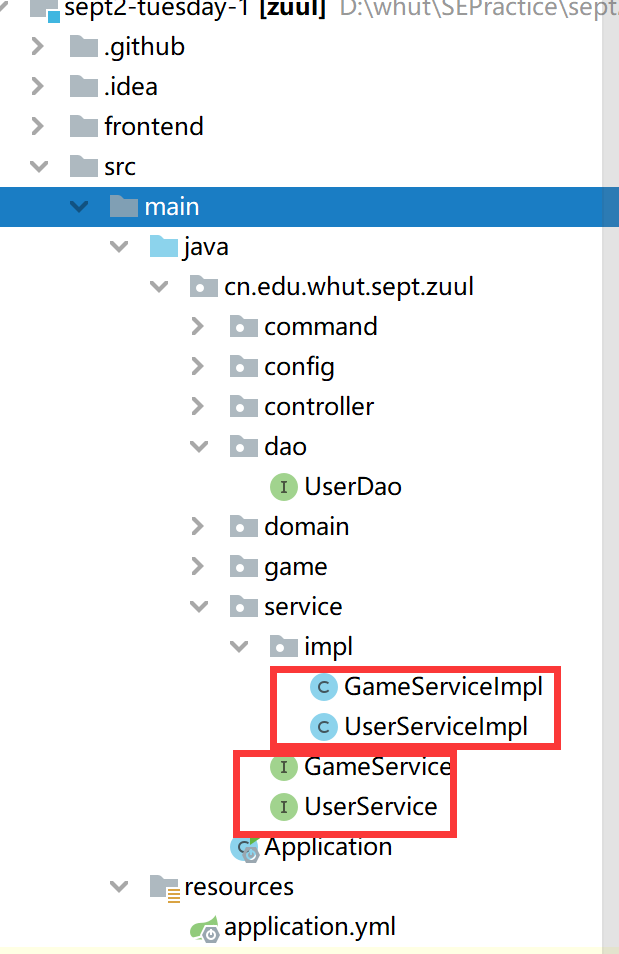 sept2-tuesday-1 [zuul] D:\whut\SEPractice\sept
.github
.idea
frontend
src
main
java
cn.edu.whut.sept.zuul
command
config
controller
dao
I UserDao
domain
game
service
impl
C GameServiceImpl
C UserServiceImpl
I GameService
I UserService
C Application
resources
application.yml